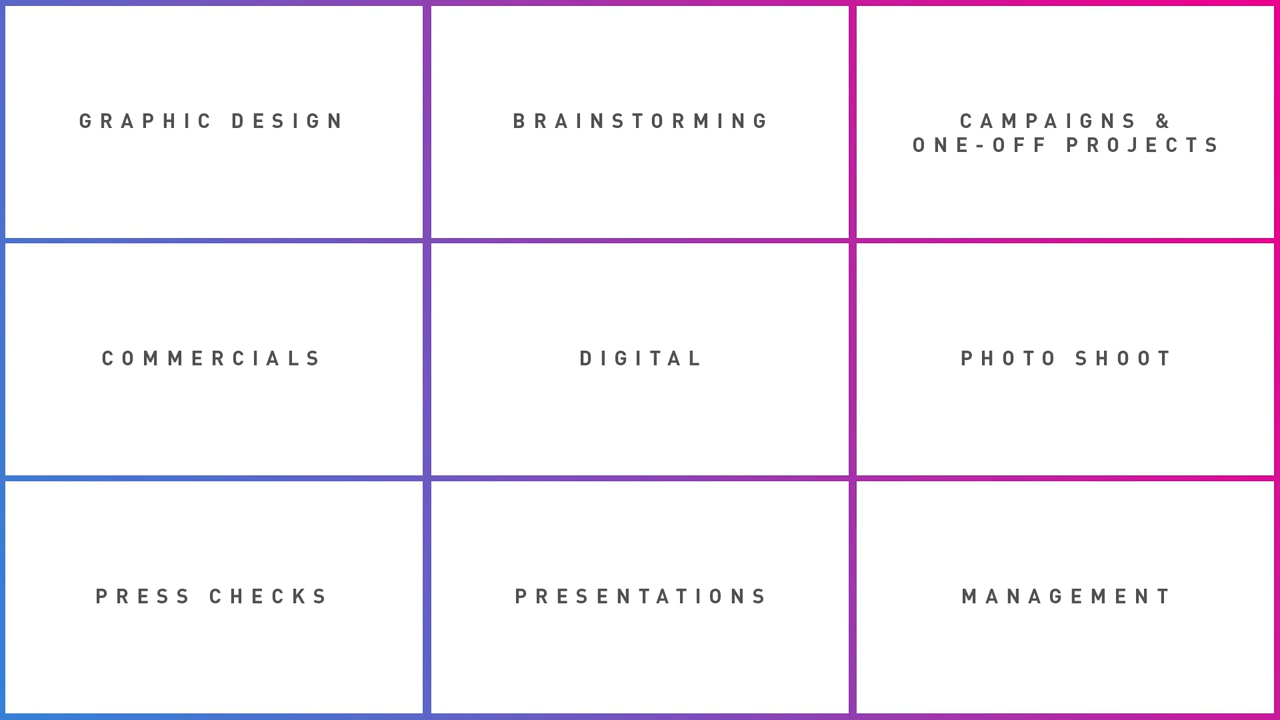 GRAPHIC DESIGN
BRAINSTORMING
CAMPAIGNS &
ONE-OFF PROJECTS
COMMERCIALS
DIGITAL
PHOTO SHOOT
PRESS CHECKS
PRESENTATIONS
MANAGEMENT